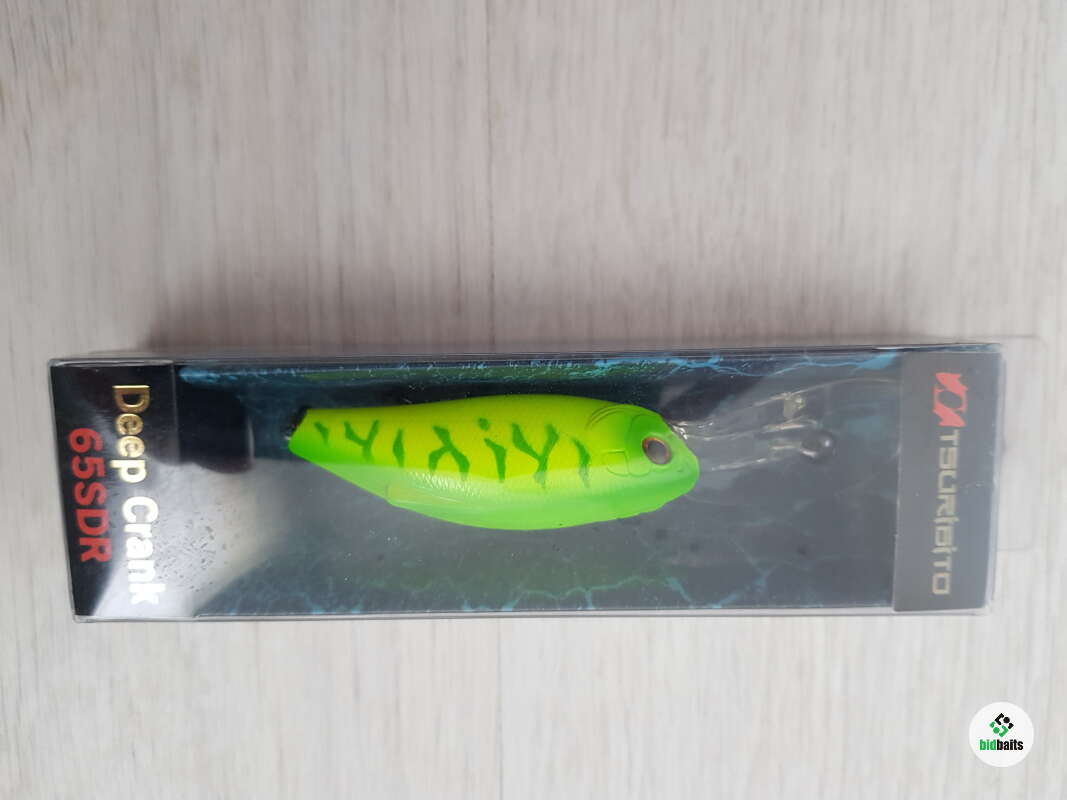 TSURIBITO
Deep Crank
65SDR
bidbaits